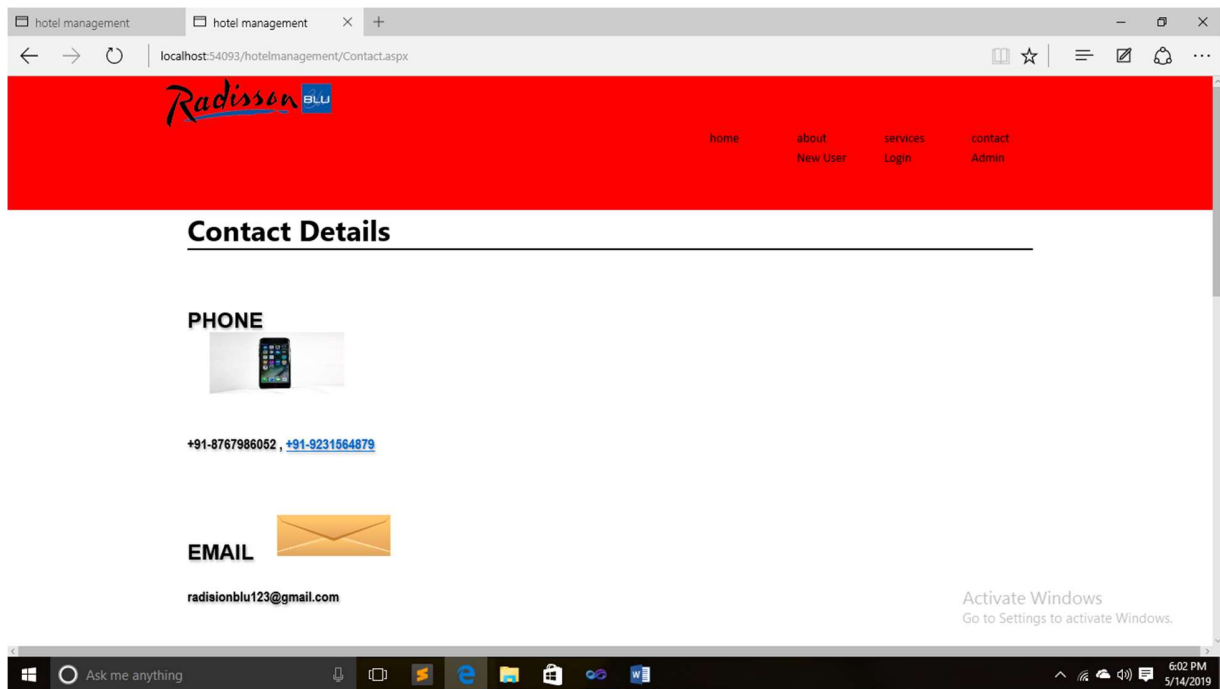 hotel management
hotel management
localhost:54093/hotelmanagement/Contact.aspx
Radisson BLU
home about services contact
New User Login Admin
Contact Details
PHONE
+91-8767986052 , +91-9231564879
EMAIL
radisionblu123@gmail.com
Activate Windows
Go to Settings to activate Windows.
Ask me anything
6:02 PM
5/14/2019